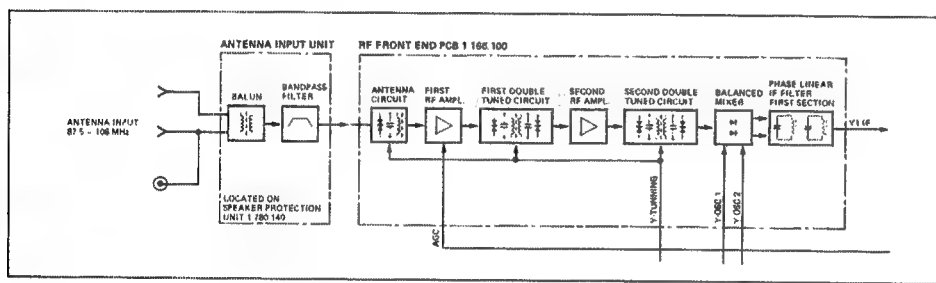 ANTENNA INPUT UNIT
RF FRONT END PCB 1 166.100
BALUN
BANDPASS
FILTER
ANTENNA
CIRCUIT
FIRST
RF AMPL.
FIRST DOUBLE
TUNED CIRCUIT
SECOND
RF AMPL.
SECOND DOUBLE
TUNED CIRCUIT
BALANCED
MIXER
PHASE LINEAR
IF FILTER
FIRST SECTION
Y1 IF
ANTENNA INPUT
87.5 – 108 MHz
LOCATED ON
SPEAKER PROTECTION
UNIT 1 780 140
AGC
Y-TUNNING
Y-OSC 1
Y-OSC 2